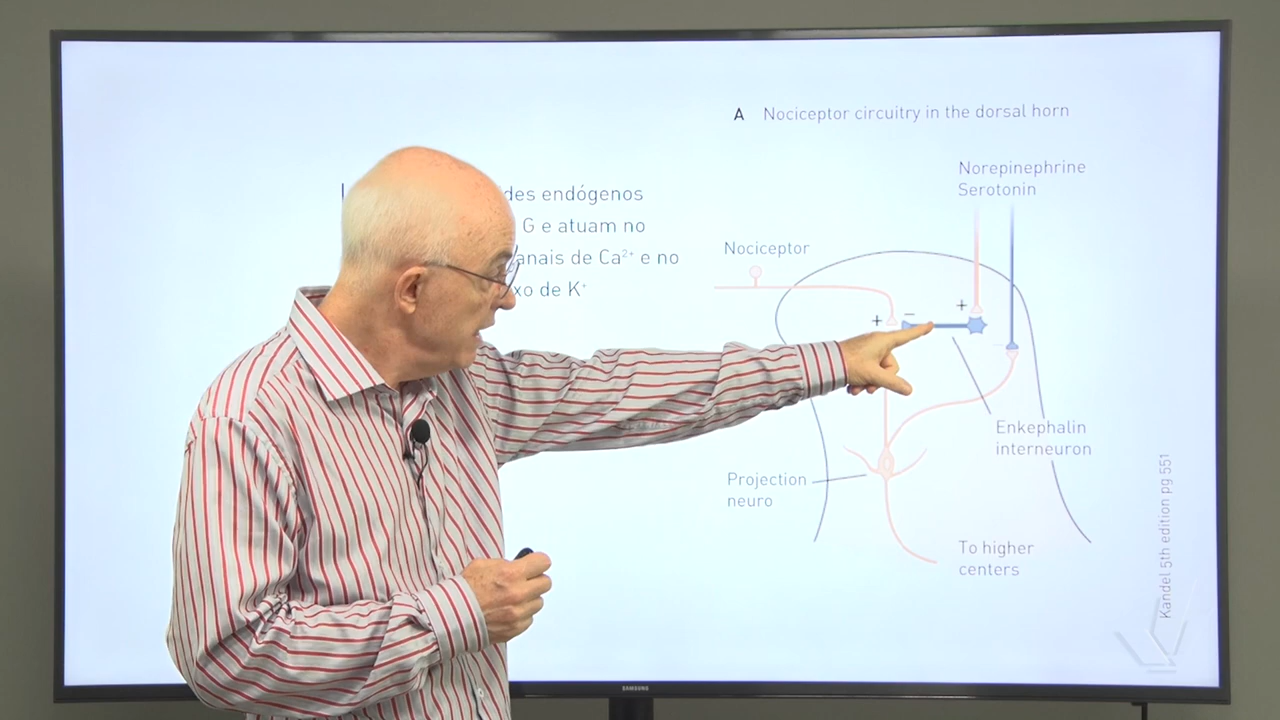 A Nociceptor circuitry in the dorsal horn
des endógenos
G e atuam no
anais de Ca²⁺ e no
xo de K⁺
Norepinephrine
Serotonin
Nociceptor
+
−
+
Enkephalin
interneuron
Projection
neuro
To higher
centers
Kandel 5th edition pg 551
SAMSUNG